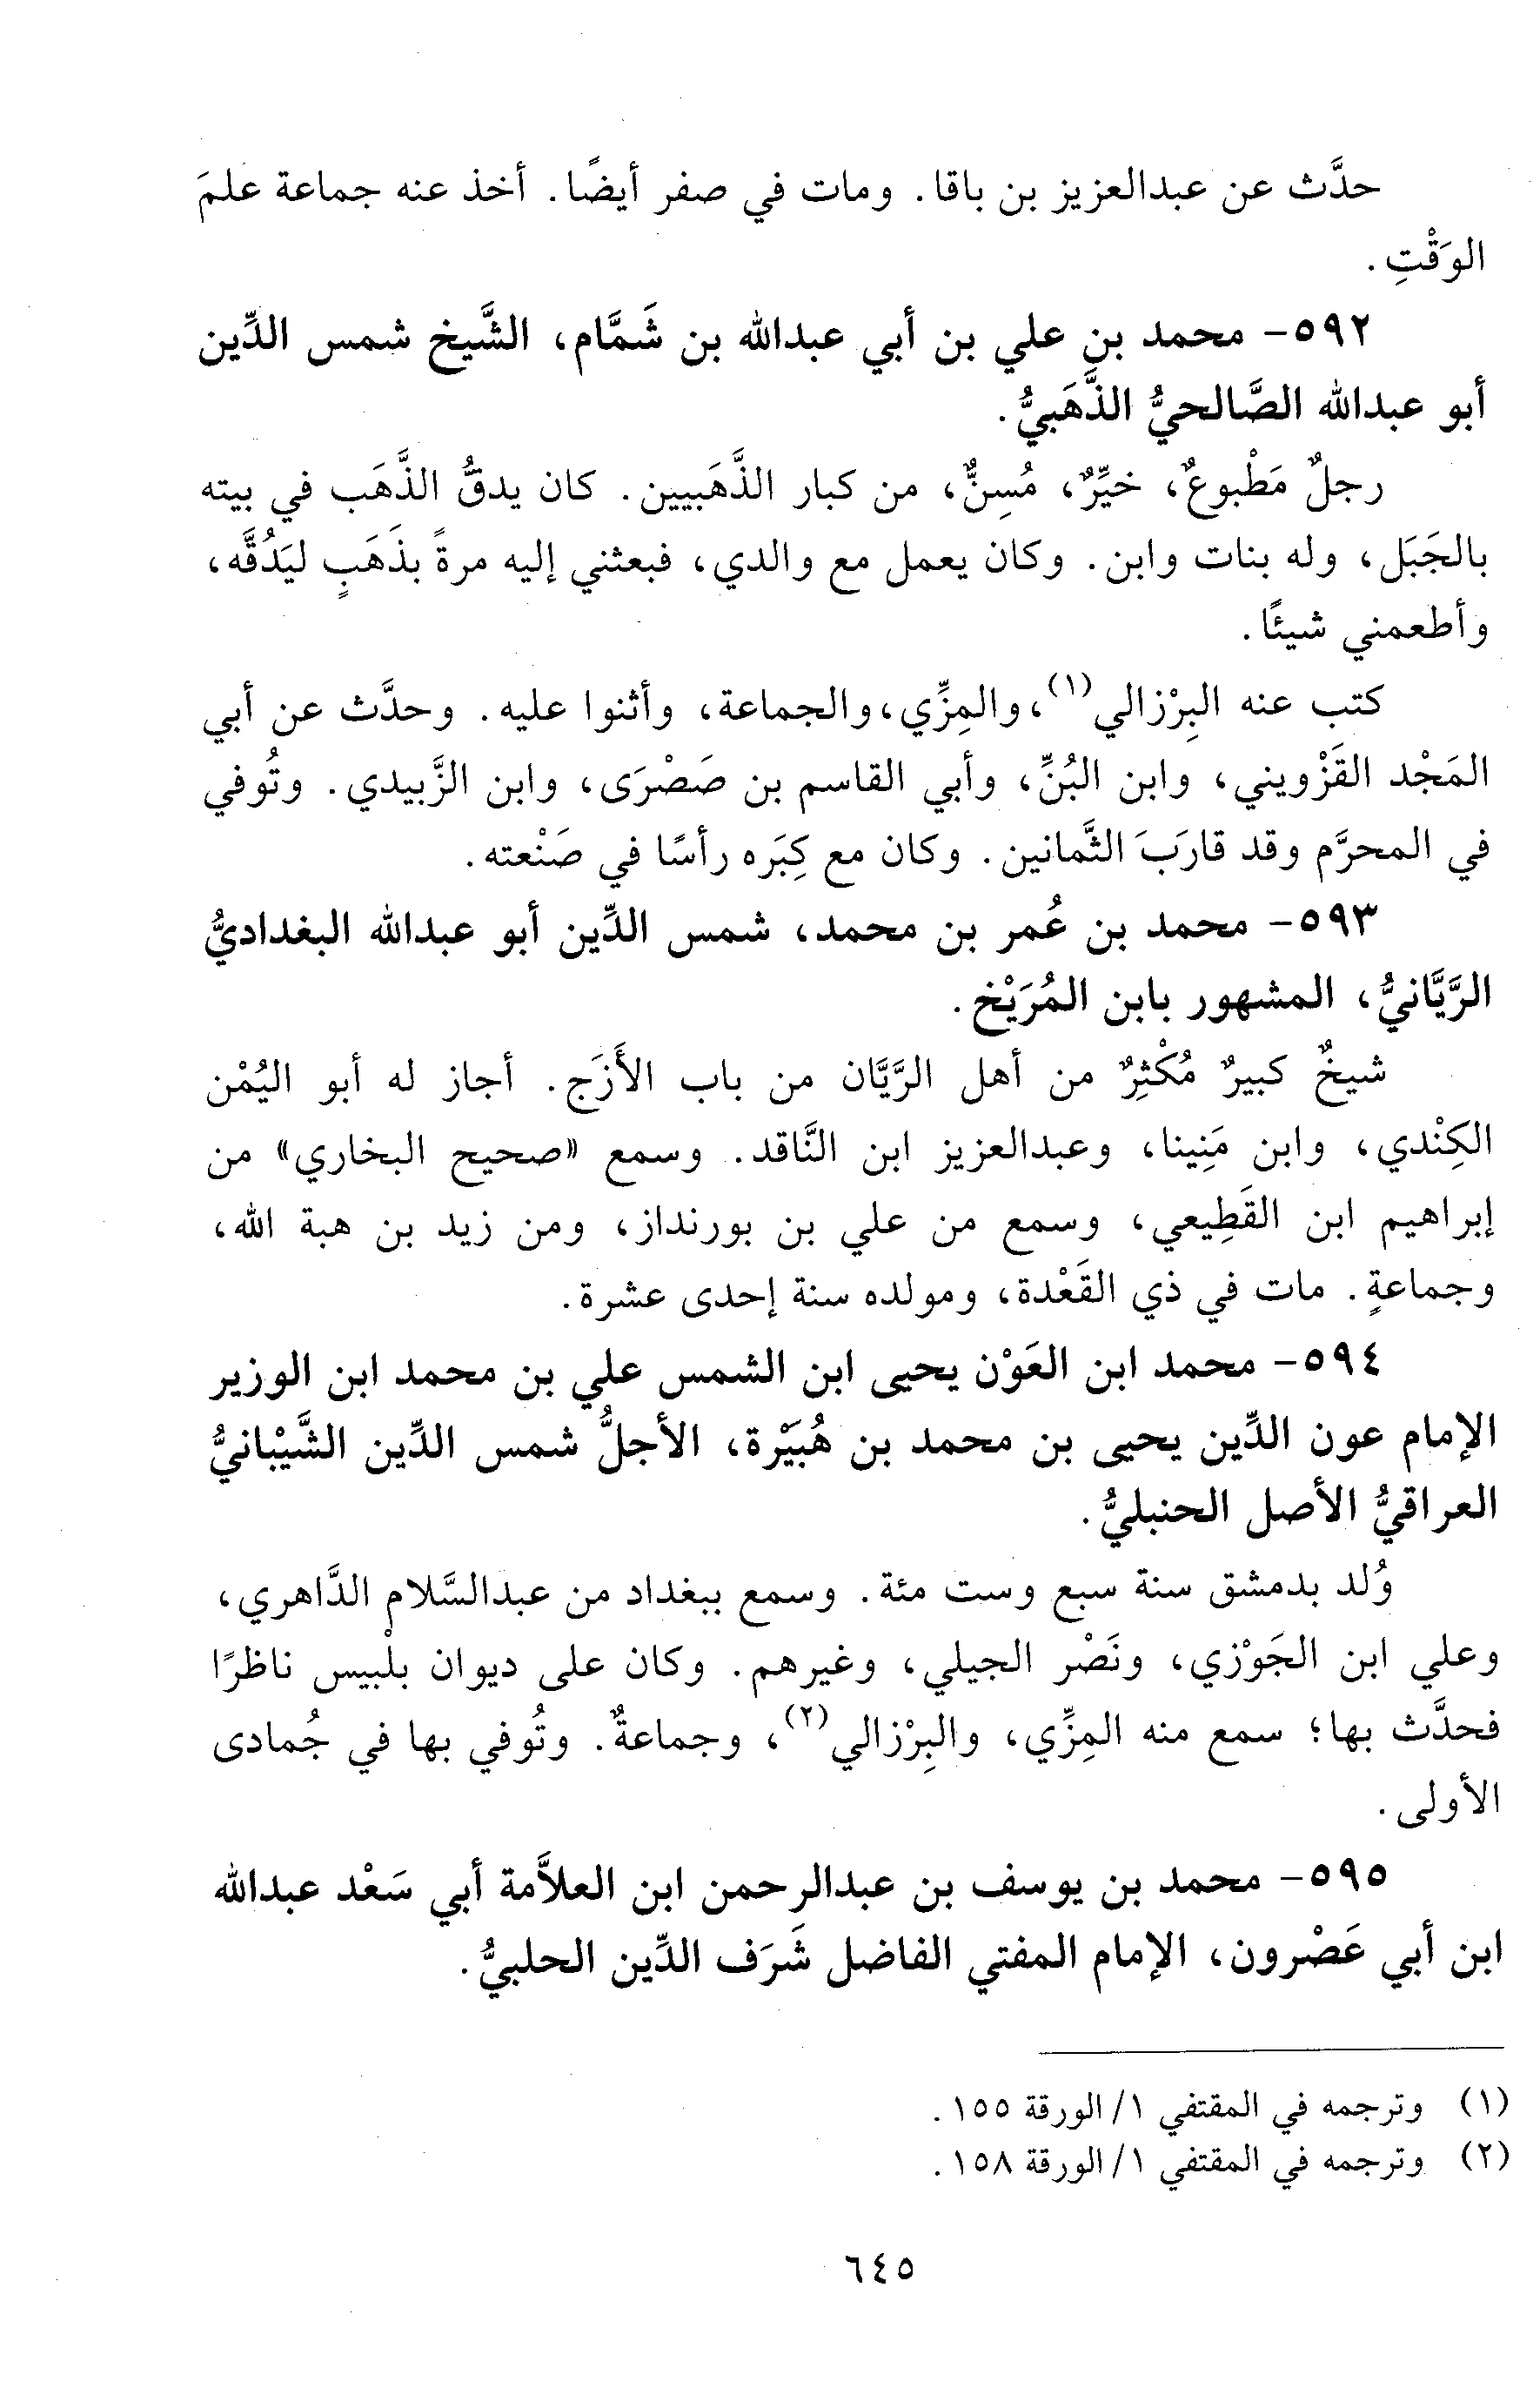 حدَّث عن عبدالعزيز بن باقا. ومات في صفر أيضًا. أخذ عنه جماعة علمَ
الوَقْتِ.
٥٩٢- محمد بن علي بن أبي عبدالله بن شَمَّام، الشَّيخ شمس الدِّين
أبو عبدالله الصَّالحيُّ الذَّهَبيُّ.
رجلٌ مَطْبوعٌ، خيِّرٌ، مُسِنٌّ، من كبار الذَّهَبيين. كان يدقُّ الذَّهَب في بيته
بالجَبَل، وله بنات وابن. وكان يعمل مع والدي، فبعثني إليه مرةً بذَهَبٍ ليَدُقَّه،
وأطعمني شيئًا.
كتب عنه البِرْزالي(١)، والمِزِّي، والجماعة، وأثنوا عليه. وحدَّث عن أبي
المَجْد القَزْويني، وابن البُنِّ، وأبي القاسم بن صَصْرَى، وابن الزَّبيدي. وتُوفي
في المحرَّم وقد قارَبَ الثَّمانين. وكان مع كِبَره رأسًا في صَنْعته.
٥٩٣- محمد بن عُمر بن محمد، شمس الدِّين أبو عبدالله البغداديُّ
الرَّيَّانيُّ، المشهور بابن المُرَيْخ.
شيخٌ كبيرٌ مُكْثِرٌ من أهل الرَّيَّان من باب الأَزَج. أجاز له أبو اليُمْن
الكِنْدي، وابن مَنِينا، وعبدالعزيز ابن النَّاقد. وسمع «صحيح البخاري» من
إبراهيم ابن القَطِيعي، وسمع من علي بن بورنداز، ومن زيد بن هبة الله،
وجماعةٍ. مات في ذي القَعْدة، ومولده سنة إحدى عشرة.
٥٩٤- محمد ابن العَوْن يحيى ابن الشمس علي بن محمد ابن الوزير
الإمام عون الدِّين يحيى بن محمد بن هُبَيْرة، الأجلُّ شمس الدِّين الشَّيْبانيُّ
العراقيُّ الأصل الحنبليُّ.
وُلد بدمشق سنة سبع وست مئة. وسمع ببغداد من عبدالسَّلام الدَّاهري،
وعلي ابن الجَوْزي، ونَصْر الجيلي، وغيرهم. وكان على ديوان بلْبيس ناظرًا
فحدَّث بها؛ سمع منه المِزِّي، والبِرْزالي(٢)، وجماعةٌ. وتُوفي بها في جُمادى
الأولى.
٥٩٥- محمد بن يوسف بن عبدالرحمن ابن العلاَّمة أبي سَعْد عبدالله
ابن أبي عَصْرون، الإمام المفتي الفاضل شَرَف الدِّين الحلبيُّ.
(١) وترجمه في المقتفي ١/ الورقة ١٥٥.
(٢) وترجمه في المقتفي ١/ الورقة ١٥٨.
٦٤٥